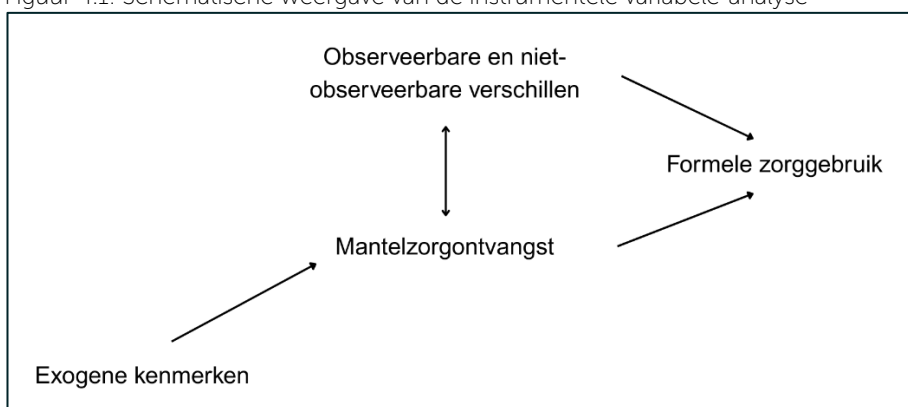 Figuur 4.1: Schematische weergave van de instrumentele variabele-analyse
Observeerbare en niet-
observeerbare verschillen
Formele zorggebruik
Mantelzorgontvangst
Exogene kenmerken